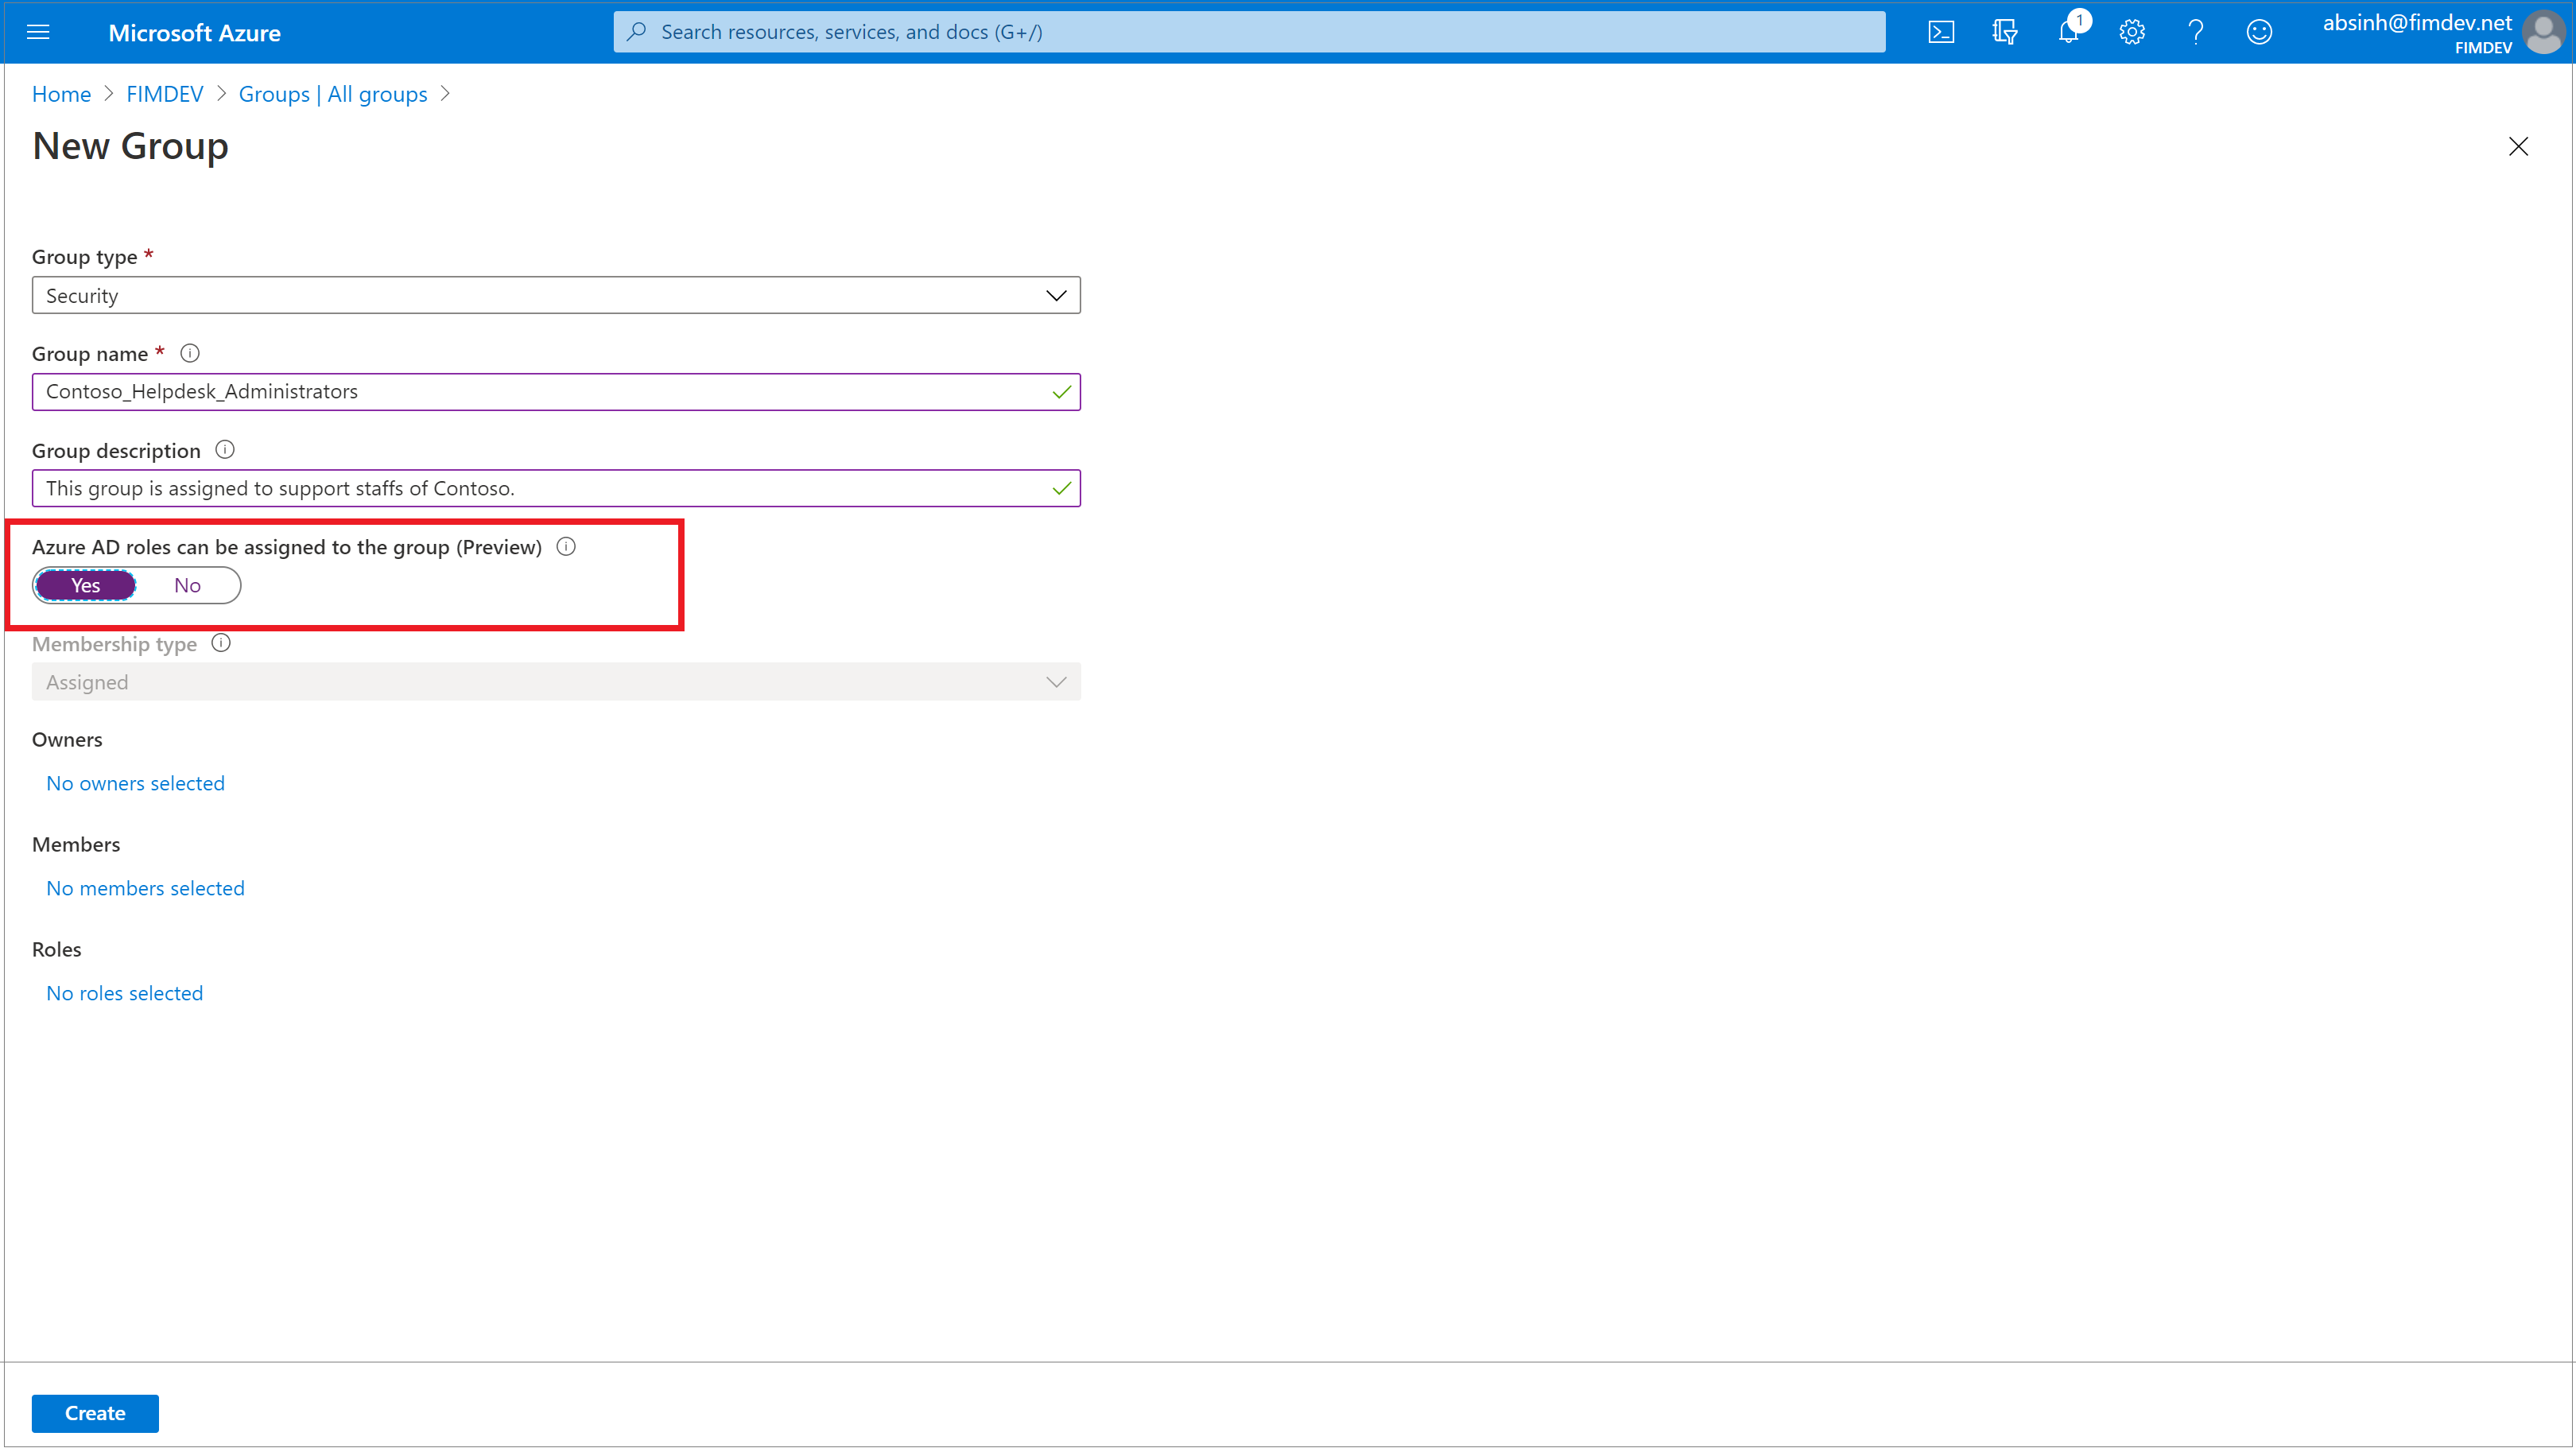 Microsoft Azure
Search resources, services, and docs (G+/)
1
absinh@fimdev.net
FIMDEV
Home > FIMDEV > Groups | All groups >
New Group
Group type *
Security
Group name *
Contoso_Helpdesk_Administrators
Group description
This group is assigned to support staffs of Contoso.
Azure AD roles can be assigned to the group (Preview)
Yes No
Membership type
Assigned
Owners
No owners selected
Members
No members selected
Roles
No roles selected
Create